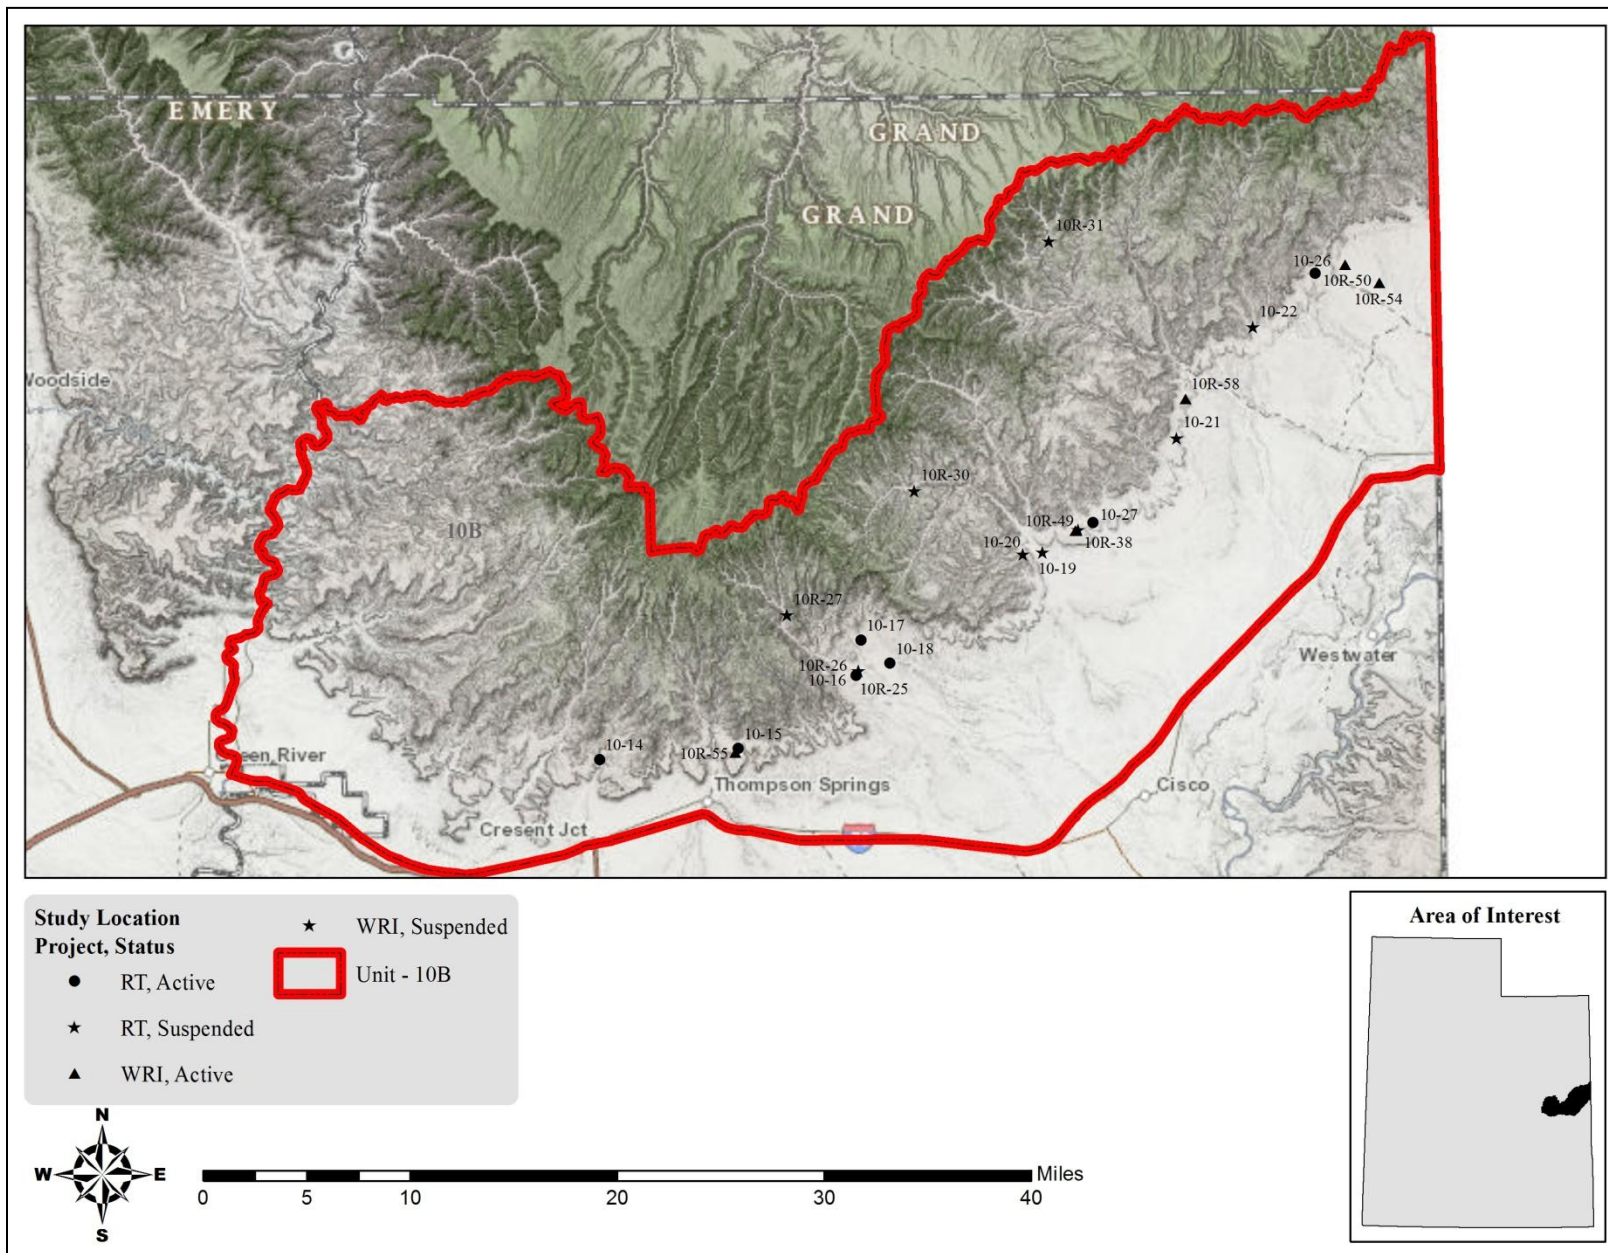 EMERY
GRAND
GRAND
10R-31
10-26
10R-50
10R-54
10-22
Woodside
10R-58
10-21
10R-30
10B
10R-49
10-27
10-20
10R-38
10-19
10R-27
10-17
10-18
10R-26
10-16
10R-25
Westwater
10-14
10-15
10R-55
Green River
Thompson Springs
Cisco
Cresent Jct
Study Location
Project, Status
RT, Active
RT, Suspended
WRI, Active
WRI, Suspended
Unit - 10B
N
W
E
S
0
5
10
20
30
40
Miles
Area of Interest